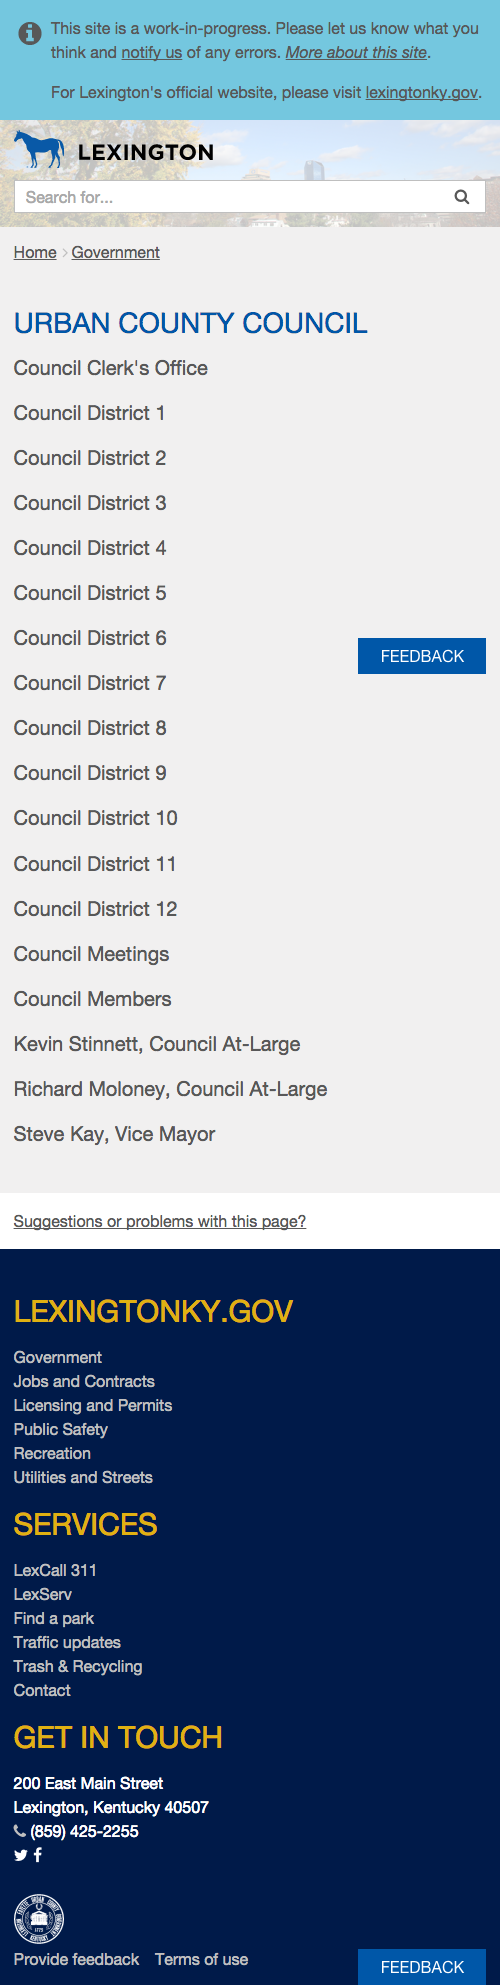 This site is a work-in-progress. Please let us know what you
think and notify us of any errors. More about this site.
For Lexington's official website, please visit lexingtonky.gov.
LEXINGTON
Search for...
Home > Government
URBAN COUNTY COUNCIL
Council Clerk's Office
Council District 1
Council District 2
Council District 3
Council District 4
Council District 5
Council District 6
FEEDBACK
Council District 7
Council District 8
Council District 9
Council District 10
Council District 11
Council District 12
Council Meetings
Council Members
Kevin Stinnett, Council At-Large
Richard Moloney, Council At-Large
Steve Kay, Vice Mayor
Suggestions or problems with this page?
LEXINGTONKY.GOV
Government
Jobs and Contracts
Licensing and Permits
Public Safety
Recreation
Utilities and Streets
SERVICES
LexCall 311
LexServ
Find a park
Traffic updates
Trash & Recycling
Contact
GET IN TOUCH
200 East Main Street
Lexington, Kentucky 40507
(859) 425-2255
Provide feedback Terms of use
FEEDBACK